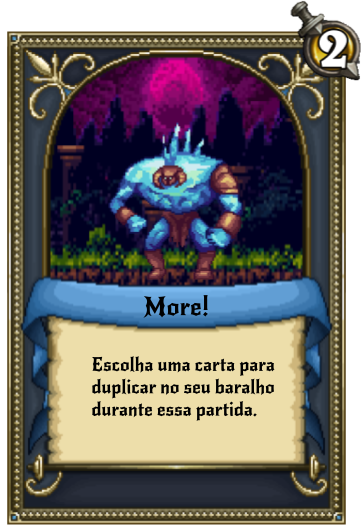 2
More!
Escolha uma carta para
duplicar no seu baralho
durante essa partida.